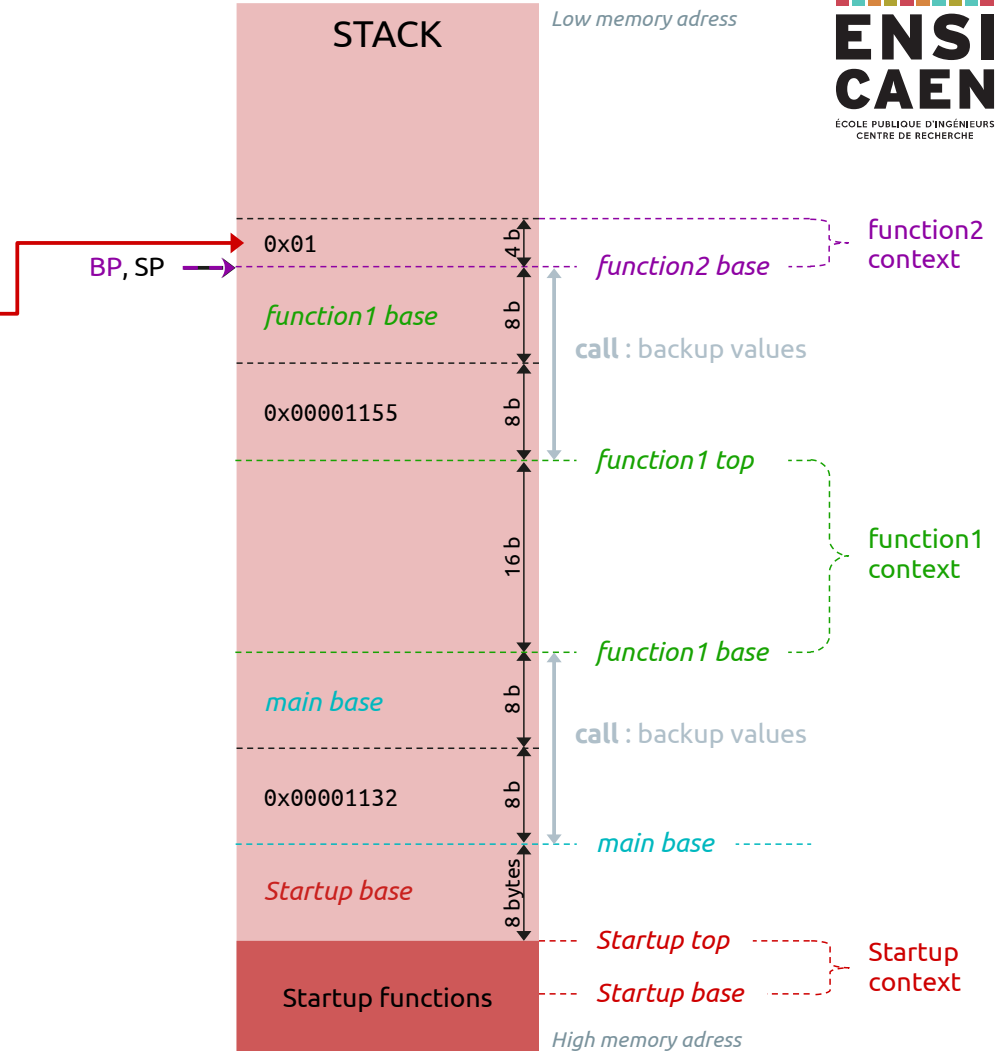 STACK
Low memory adress
ENSI
CAEN
ÉCOLE PUBLIQUE D'INGÉNIEURS
CENTRE DE RECHERCHE
0x01
4 b
function2
context
BP, SP
function2 base
function1 base
8 b
call : backup values
0x00001155
8 b
function1 top
16 b
function1
context
function1 base
main base
8 b
call : backup values
0x00001132
8 b
main base
Startup base
8 bytes
Startup top
Startup
context
Startup functions
Startup base
High memory adress